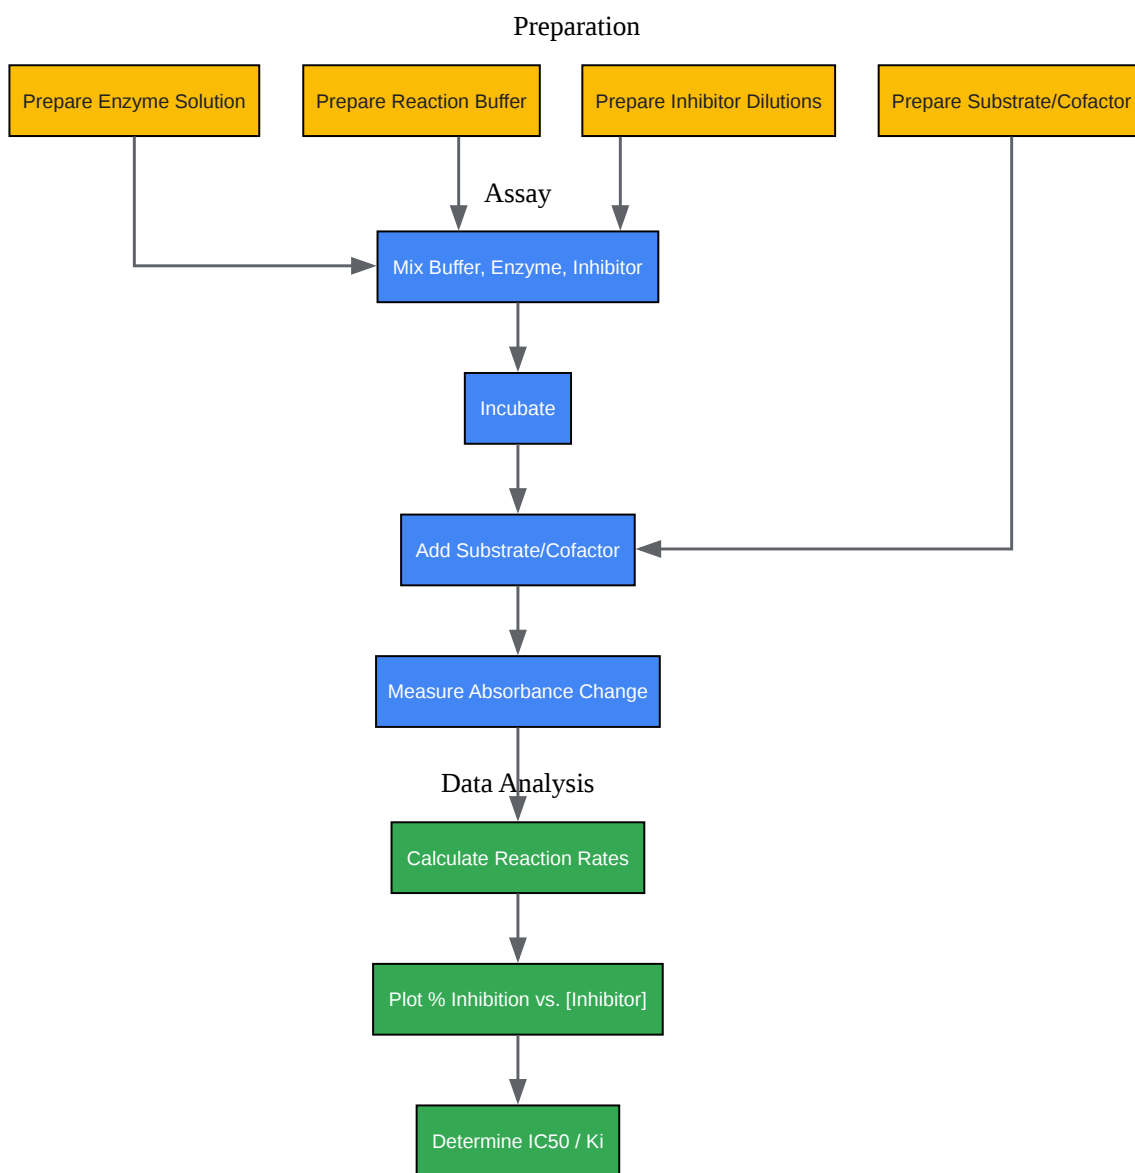 Preparation
Prepare Enzyme Solution
Prepare Reaction Buffer
Prepare Inhibitor Dilutions
Prepare Substrate/Cofactor
Assay
Mix Buffer, Enzyme, Inhibitor
Incubate
Add Substrate/Cofactor
Measure Absorbance Change
Data Analysis
Calculate Reaction Rates
Plot % Inhibition vs. [Inhibitor]
Determine IC50 / Ki